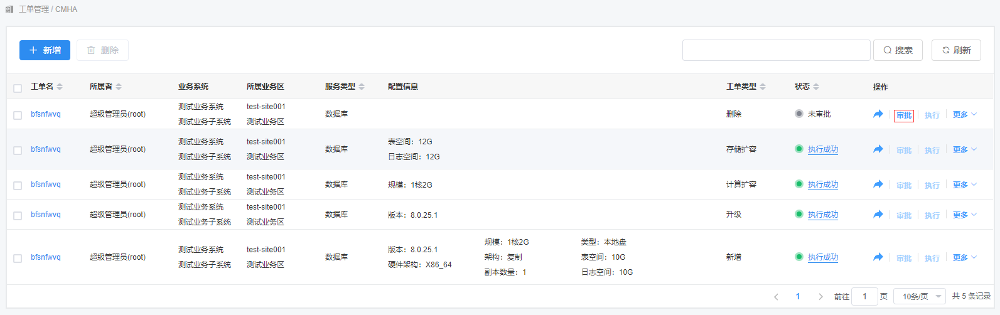 工单管理 / CMHA
新增
删除
搜索
刷新
工单名 所属者 业务系统 所属业务区 服务类型 配置信息 工单类型 状态 操作
bfsnfwvq 超级管理员(root) 测试业务系统 test-site001 数据库 删除 未审批 审批 执行 更多
测试业务子系统 测试业务区
bfsnfwvq 超级管理员(root) 测试业务系统 test-site001 数据库 表空间：12G 存储扩容 执行成功 审批 执行 更多
测试业务子系统 测试业务区 日志空间：12G
bfsnfwvq 超级管理员(root) 测试业务系统 test-site001 数据库 规模：1核2G 计算扩容 执行成功 审批 执行 更多
测试业务子系统 测试业务区
bfsnfwvq 超级管理员(root) 测试业务系统 test-site001 数据库 版本：8.0.25.1 升级 执行成功 审批 执行 更多
测试业务子系统 测试业务区
规模：1核2G 类型：本地盘
bfsnfwvq 超级管理员(root) 测试业务系统 test-site001 数据库 版本：8.0.25.1 架构：复制 表空间：10G 新增 执行成功 审批 执行 更多
测试业务子系统 测试业务区 硬件架构：X86_64
副本数量：1 日志空间：10G
1 前往 1 页 10条/页 共 5 条记录